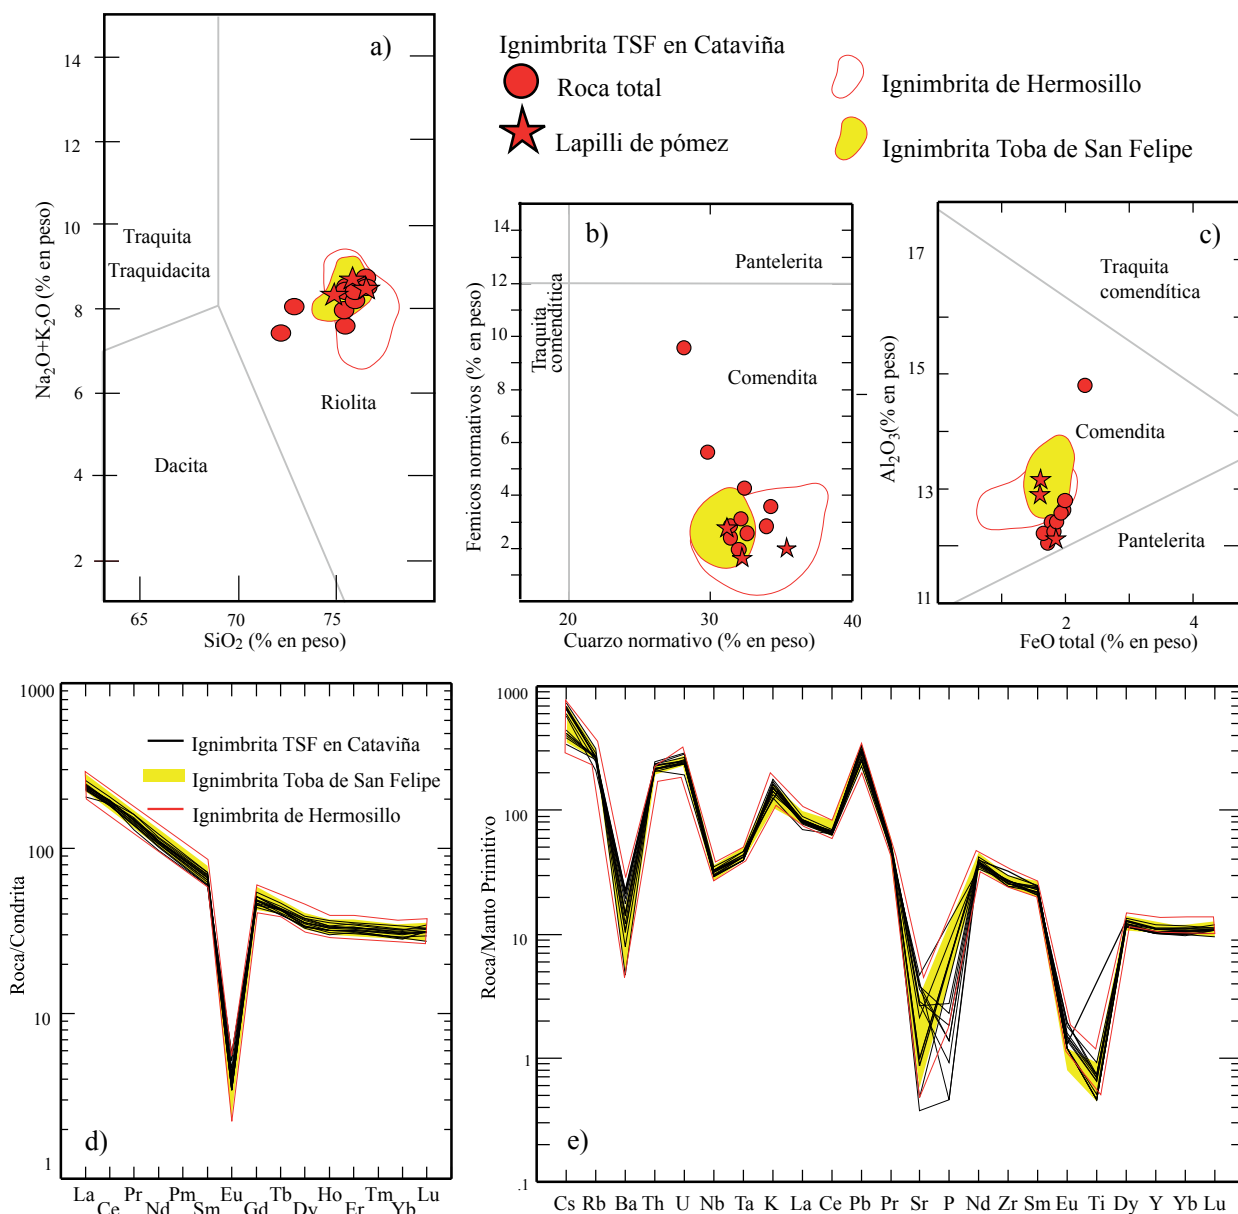 a)
14
12
10
8
6
4
2
Na2O+K2O (% en peso)
Traquita
Traquidacita
Dacita
Riolita
65
70
75
SiO2 (% en peso)
Ignimbrita TSF en Cataviña
Roca total
Lapilli de pómez
Ignimbrita de Hermosillo
Ignimbrita Toba de San Felipe
b)
14
12
10
8
6
4
2
Femicos normativos (% en peso)
Traquita
comendítica
Pantelerita
Comendita
20
30
40
Cuarzo normativo (% en peso)
c)
17
15
13
11
Al2O3(% en peso)
Traquita
comendítica
Comendita
Pantelerita
2
4
FeO total (% en peso)
1000
100
10
1
Roca/Condrita
Ignimbrita TSF en Cataviña
Ignimbrita Toba de San Felipe
Ignimbrita de Hermosillo
d)
La Pr Pm Eu Tb Ho Tm Lu
Ce Nd Sm Gd Dy Er Yb
1000
100
10
1
.1
Roca/Manto Primitivo
e)
Cs Rb Ba Th U Nb Ta K La Ce Pb Pr Sr P Nd Zr Sm Eu Ti Dy Y Yb Lu